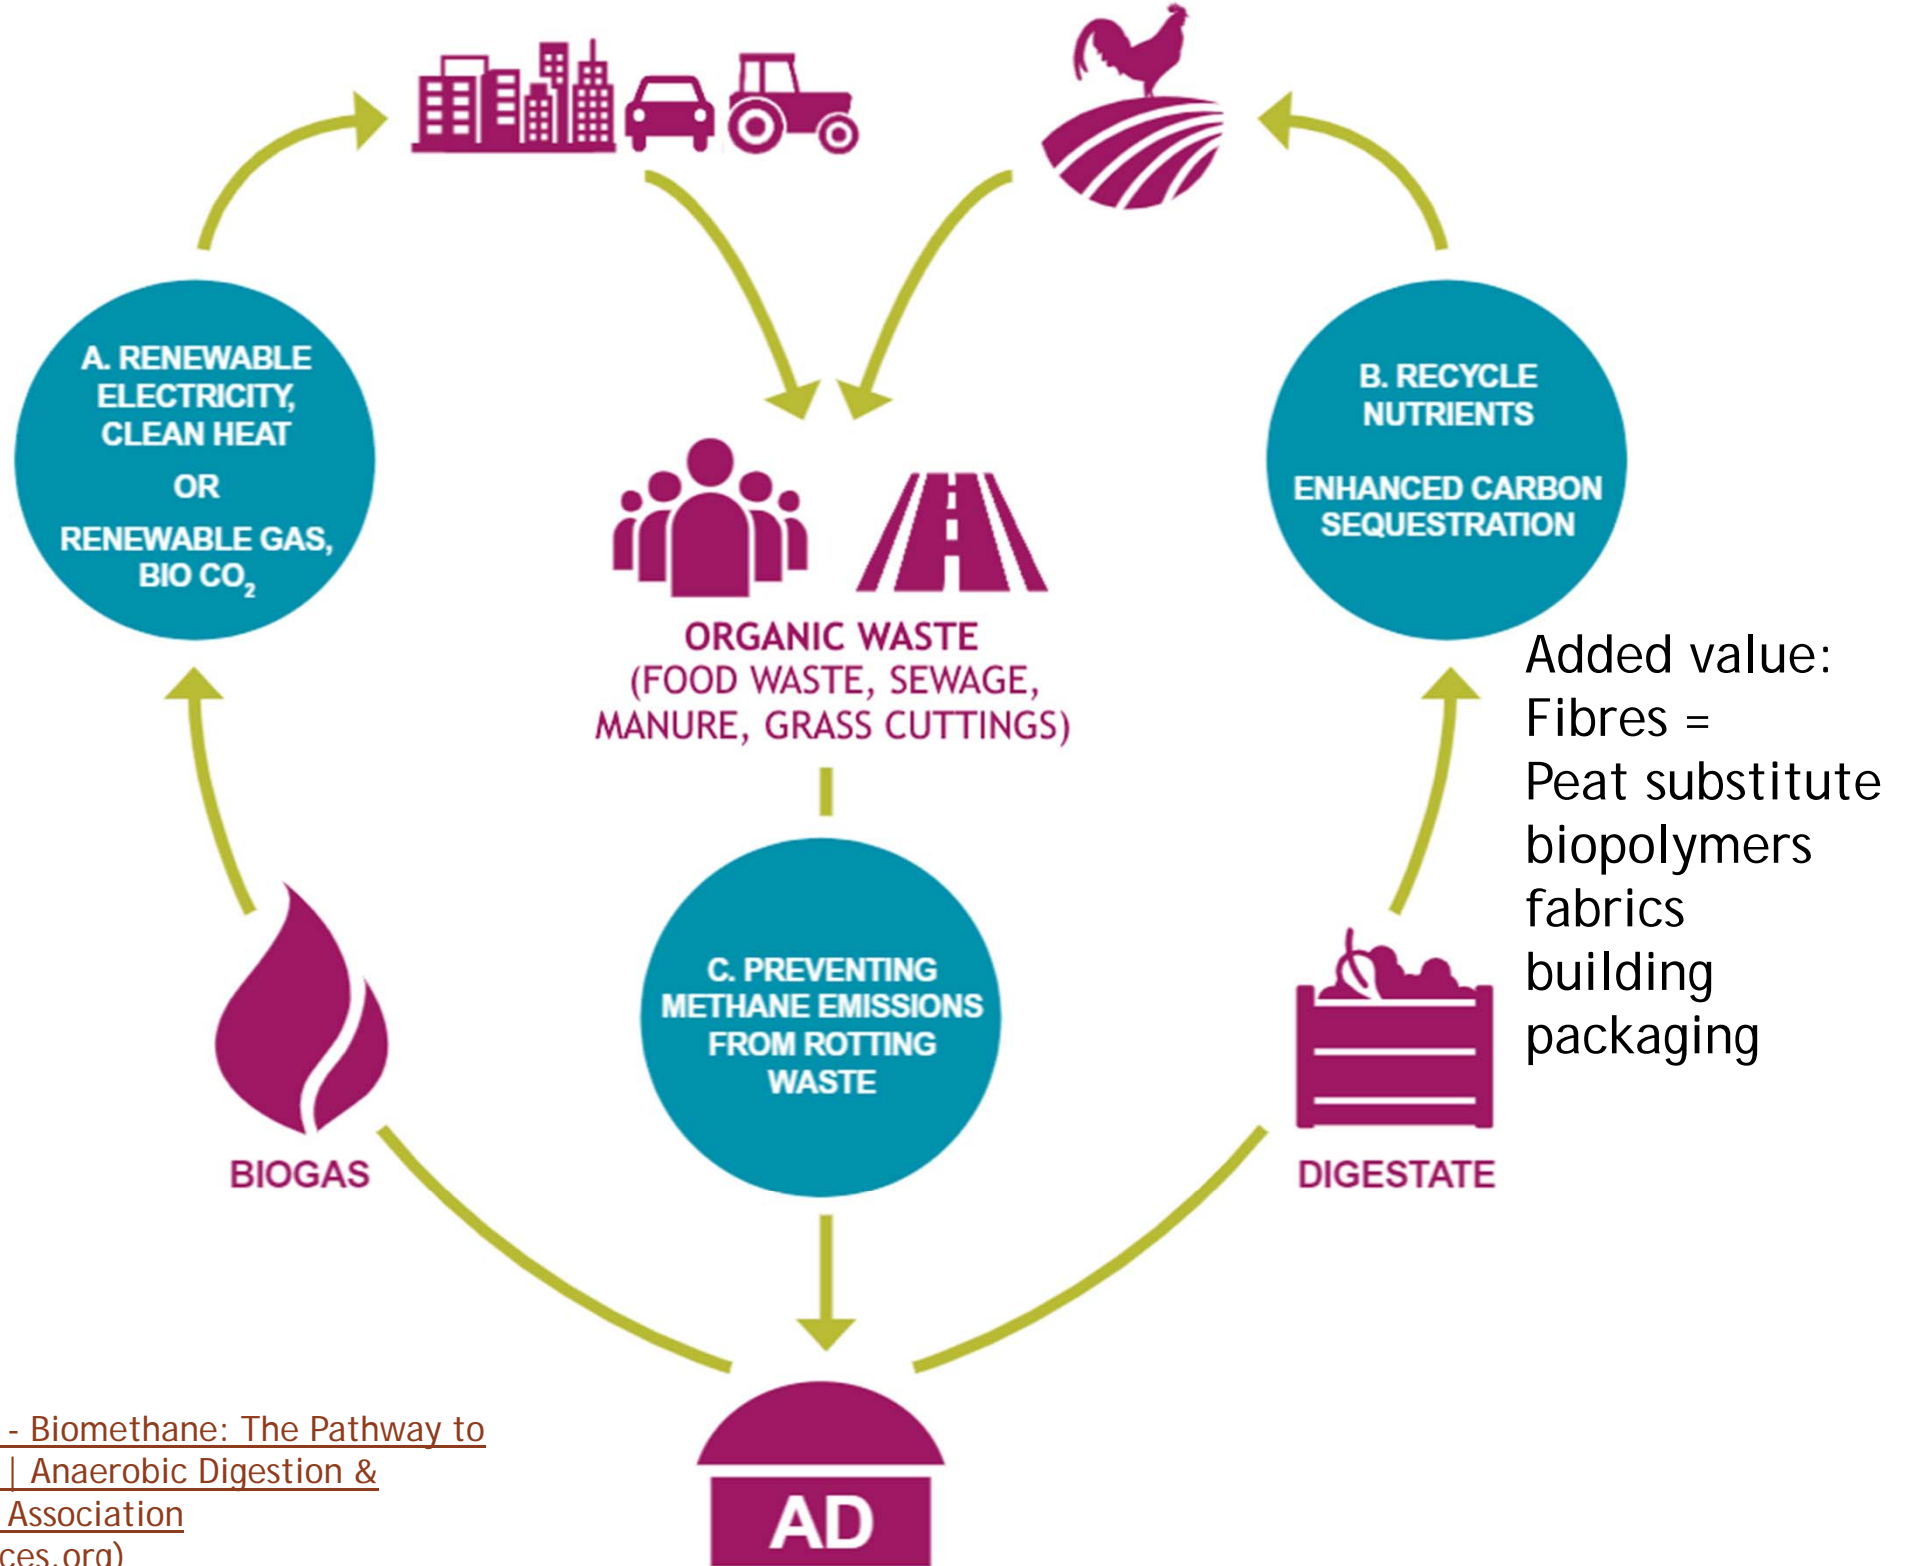 A. RENEWABLE
ELECTRICITY,
CLEAN HEAT
OR
RENEWABLE GAS,
BIO CO₂
B. RECYCLE
NUTRIENTS
ENHANCED CARBON
SEQUESTRATION
ORGANIC WASTE
(FOOD WASTE, SEWAGE,
MANURE, GRASS CUTTINGS)
Added value:
Fibres =
Peat substitute
biopolymers
fabrics
building
packaging
C. PREVENTING
METHANE EMISSIONS
FROM ROTTING
WASTE
BIOGAS
DIGESTATE
AD
- Biomethane: The Pathway to
| Anaerobic Digestion &
Association
ces.org)